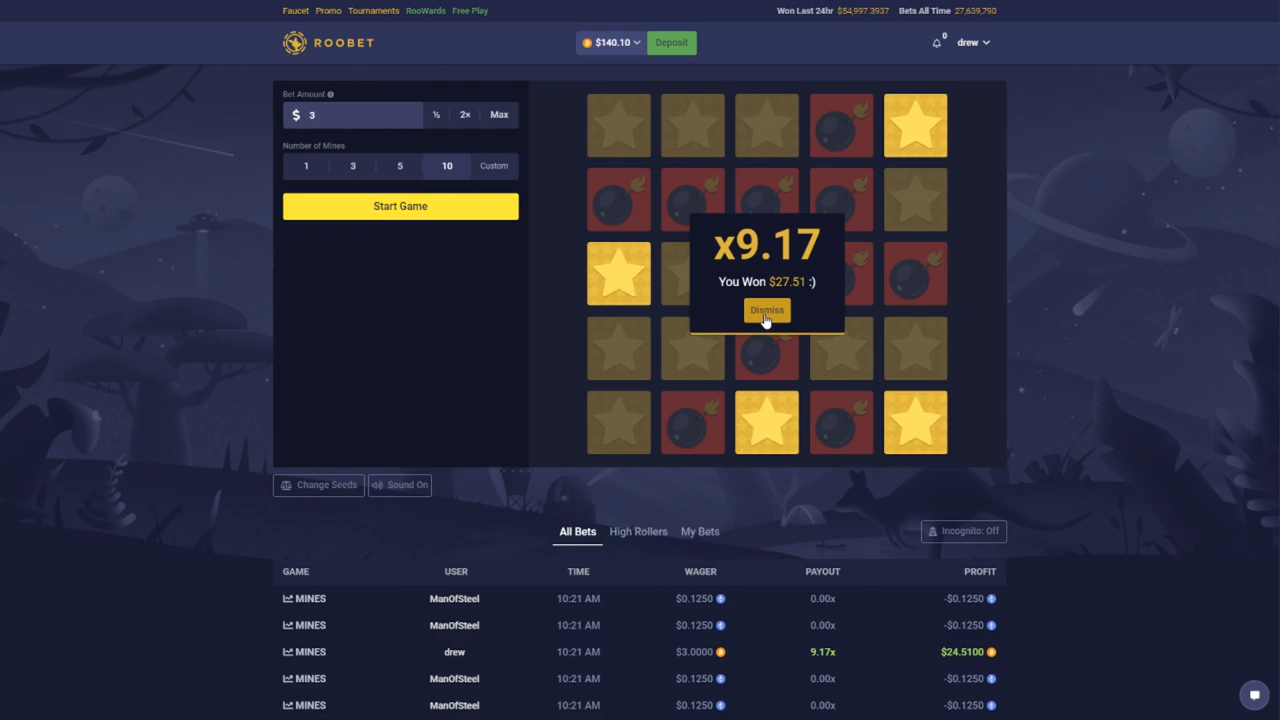 Faucet Promo Tournaments RooWards Free Play Won Last 24hr $54,997.3937 Bets All Time 27,639,790
ROOBET $140.10 Deposit 0 drew
Bet Amount
$ 3 ½ 2× Max
Number of Mines
1 3 5 10 Custom
Start Game
x9.17
You Won $27.51 :)
Dismiss
Change Seeds Sound On
All Bets High Rollers My Bets Incognito: Off
GAME USER TIME WAGER PAYOUT PROFIT
MINES ManOfSteel 10:21 AM $0.1250 0.00x -$0.1250
MINES ManOfSteel 10:21 AM $0.1250 0.00x -$0.1250
MINES drew 10:21 AM $3.0000 9.17x $24.5100
MINES ManOfSteel 10:21 AM $0.1250 0.00x -$0.1250
MINES ManOfSteel 10:21 AM $0.1250 0.00x -$0.1250